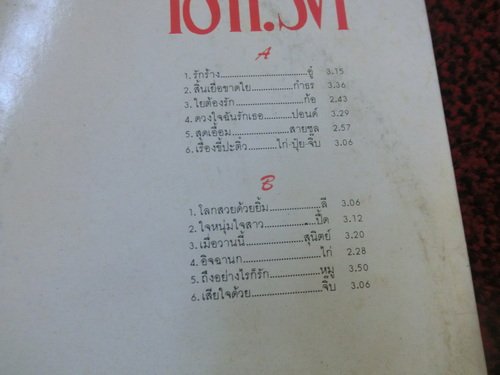 A
1. รักร้าง....................อู๋ 3.15
2. สิ้นเยื่อขาดใย..............กำธร 3.36
3. ใยต้องรัก...................ก้อ 2.43
4. ดวงใจฉันรักเธอ...........ปอนด์ 3.29
5. สุดเอื้อม..................สายชล 2.57
6. เรื่องขี้ปะติ๋ว........ไก่·ปุ้ย·จิ๊บ 3.06
B
1. โลกสวยด้วยยิ้ม..............ลี 3.06
2. ใจหนุ่มใจสาว..............ปื๊ด 3.12
3. เมื่อวานนี้..............สุนิตย์ 3.20
4. อิจฉานก....................ไก่ 2.28
5. ถึงอย่างไรก็รัก.............หมู 3.50
6. เสียใจด้วย..................จิ๊บ 3.06